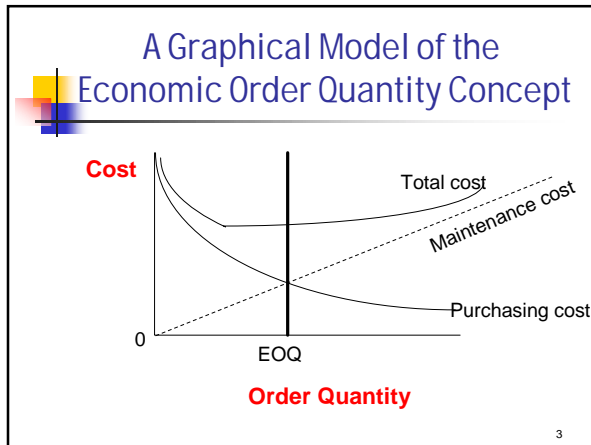 A Graphical Model of the
Economic Order Quantity Concept
Cost
Total cost
Maintenance cost
Purchasing cost
0
EOQ
Order Quantity
3